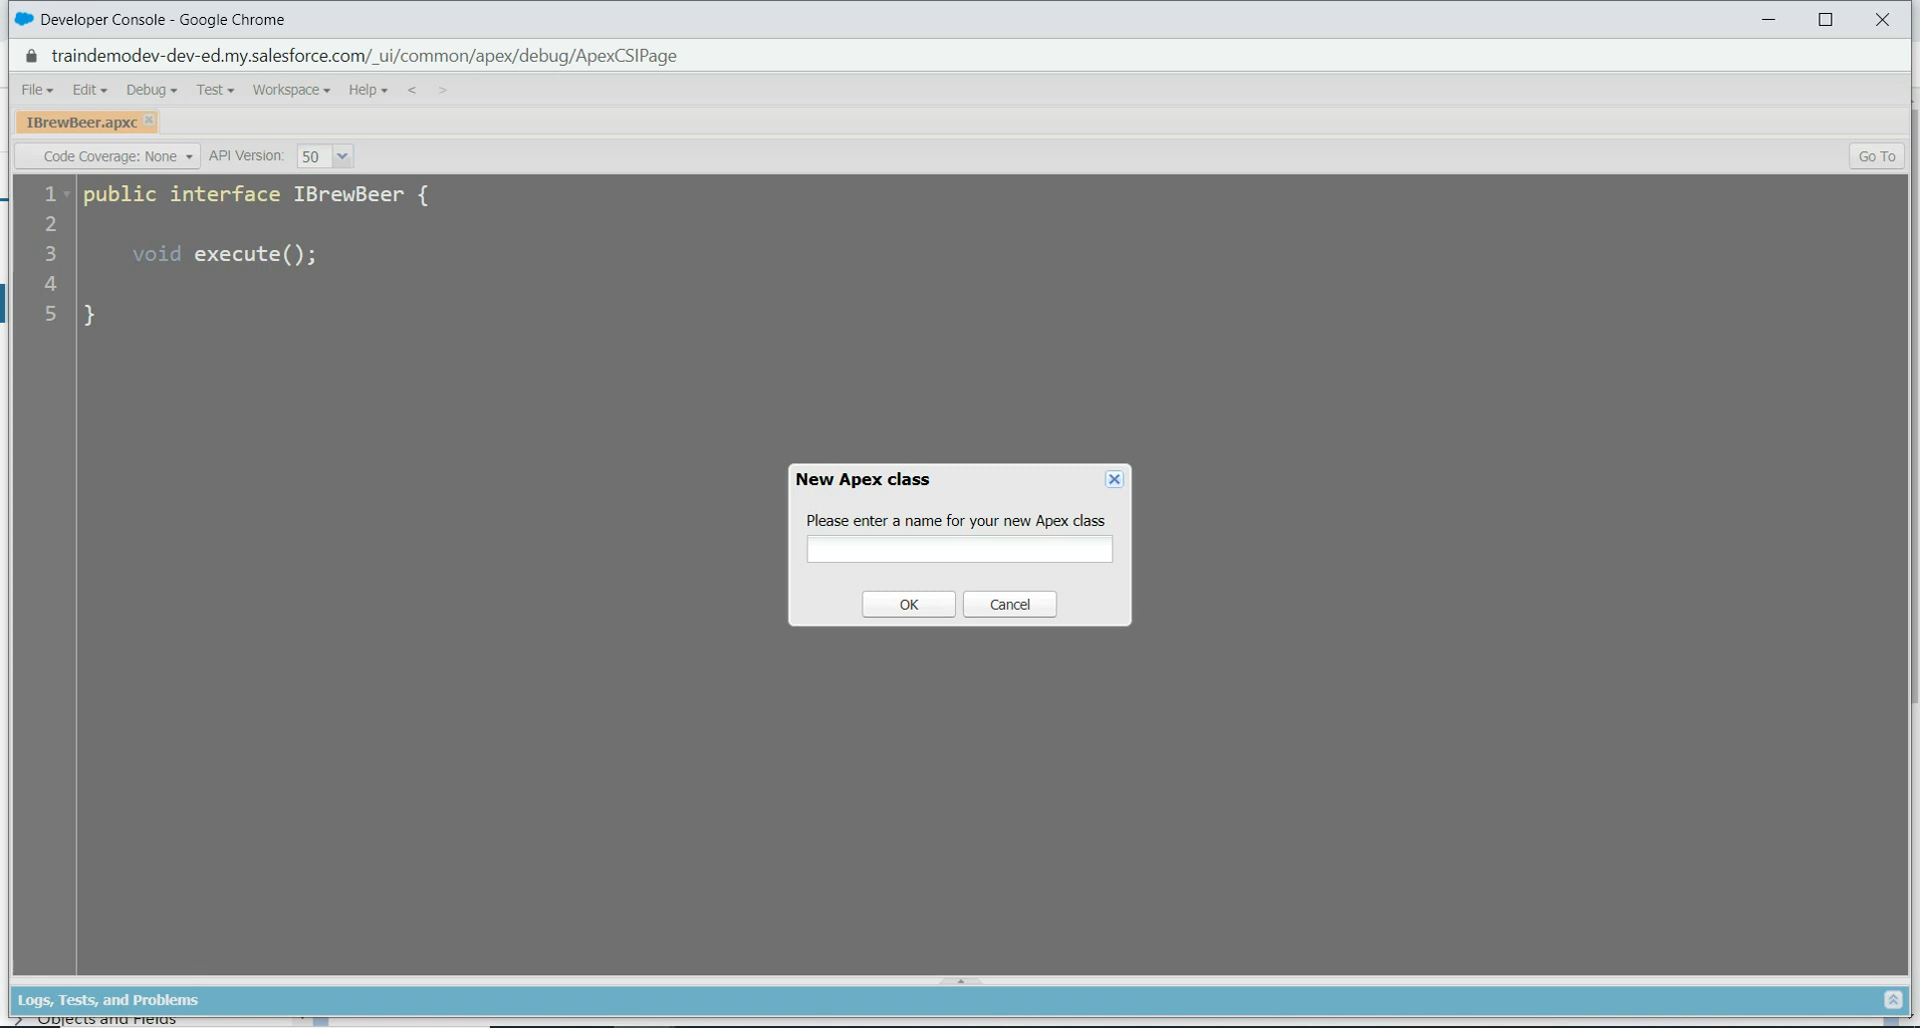 Developer Console - Google Chrome
traindemodev-dev-ed.my.salesforce.com/_ui/common/apex/debug/ApexCSIPage
File Edit Debug Test Workspace Help < >
IBrewBeer.apxc
Code Coverage: None API Version: 50 Go To
1 public interface IBrewBeer {
2
3 void execute();
4
5 }
New Apex class
Please enter a name for your new Apex class
OK Cancel
Logs, Tests, and Problems
Objects and Fields